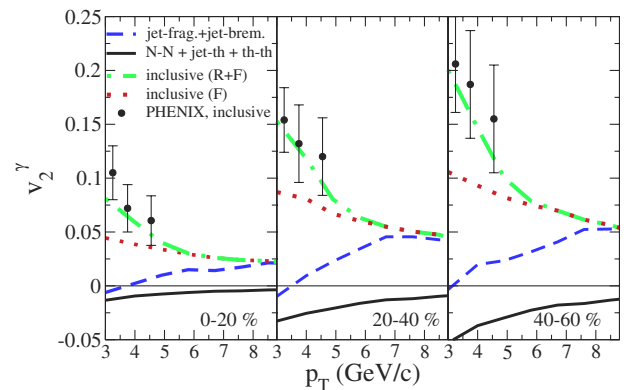 jet-frag.+jet-brem.
N-N + jet-th + th-th
inclusive (R+F)
inclusive (F)
PHENIX, inclusive
0.25
0.2
0.15
0.1
0.05
0
-0.05
v₂^γ
0-20 %
20-40 %
40-60 %
3 4 5 6 7 8 3 4 5 6 7 8 3 4 5 6 7 8
p_T (GeV/c)